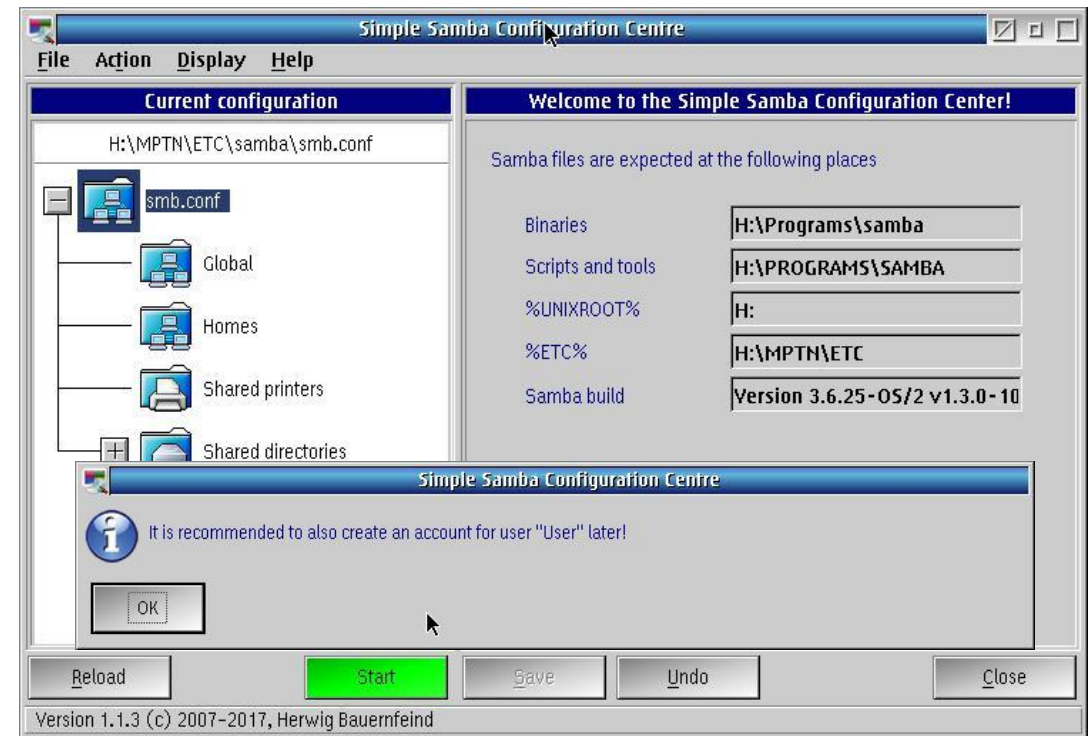 Simple Samba Configuration Centre
File Action Display Help
Current configuration
H:\MPTN\ETC\samba\smb.conf
smb.conf
Global
Homes
Shared printers
Shared directories
Welcome to the Simple Samba Configuration Center!
Samba files are expected at the following places
Binaries H:\Programs\samba
Scripts and tools H:\PROGRAMS\SAMBA
%UNIXROOT% H:
%ETC% H:\MPTN\ETC
Samba build Version 3.6.25-OS/2 v1.3.0-10
Simple Samba Configuration Centre
It is recommended to also create an account for user "User" later!
OK
Reload Start Save Undo Close
Version 1.1.3 (c) 2007-2017, Herwig Bauernfeind